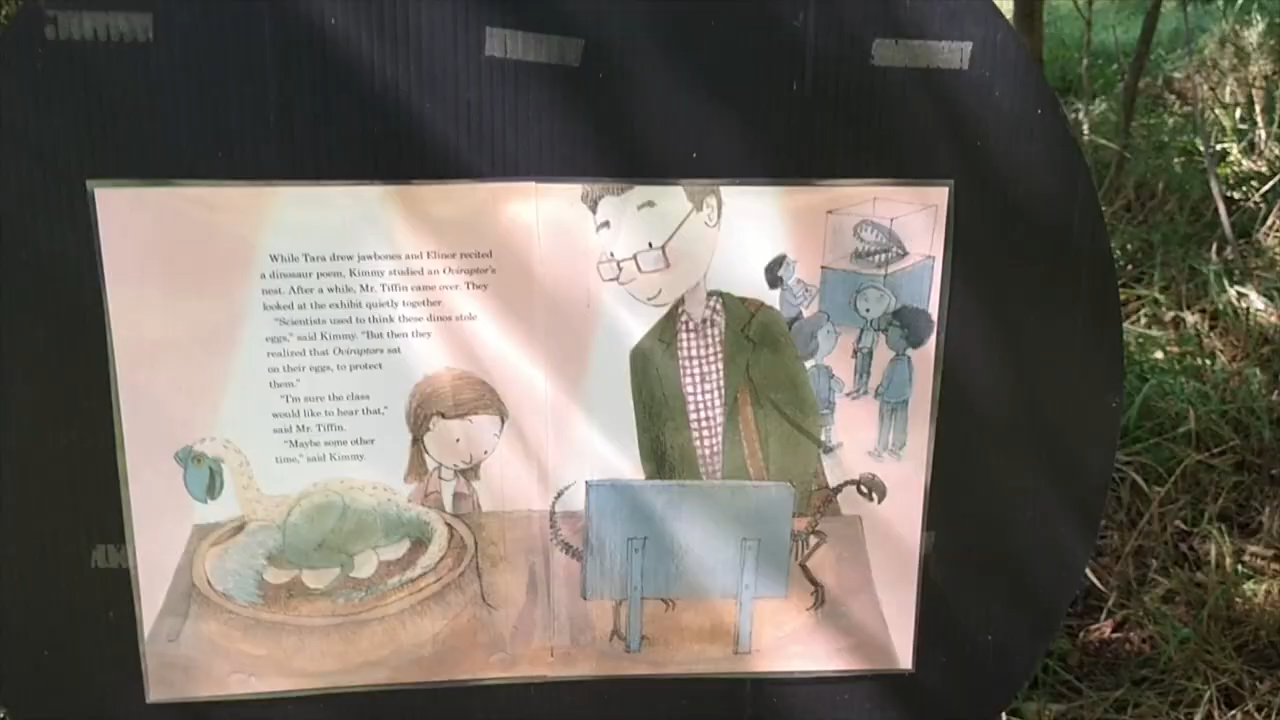 While Tara drew jawbones and Elinor recited
a dinosaur poem, Kimmy studied an Oviraptor's
nest. After a while, Mr. Tiffin came over. They
looked at the exhibit quietly together.
"Scientists used to think these dinos stole
eggs," said Kimmy. "But then they
realized that Oviraptors sat
on their eggs, to protect
them."
"I'm sure the class
would like to hear that,"
said Mr. Tiffin.
"Maybe some other
time," said Kimmy.